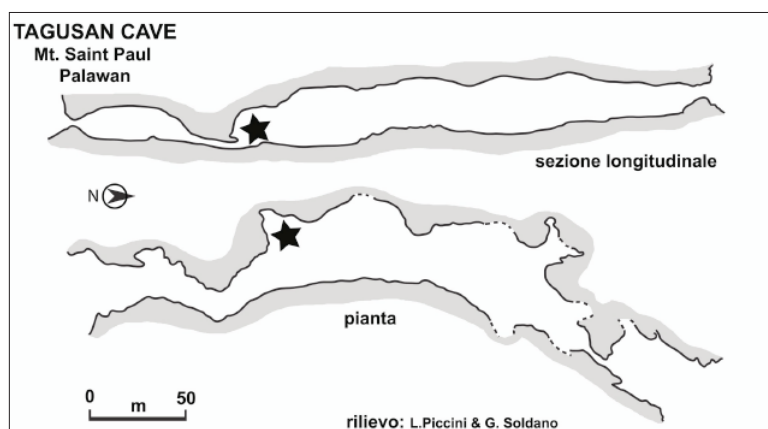 TAGUSAN CAVE
Mt. Saint Paul
Palawan
sezione longitudinale
N
pianta
0 50
m
rilievo: L.Piccini & G. Soldano